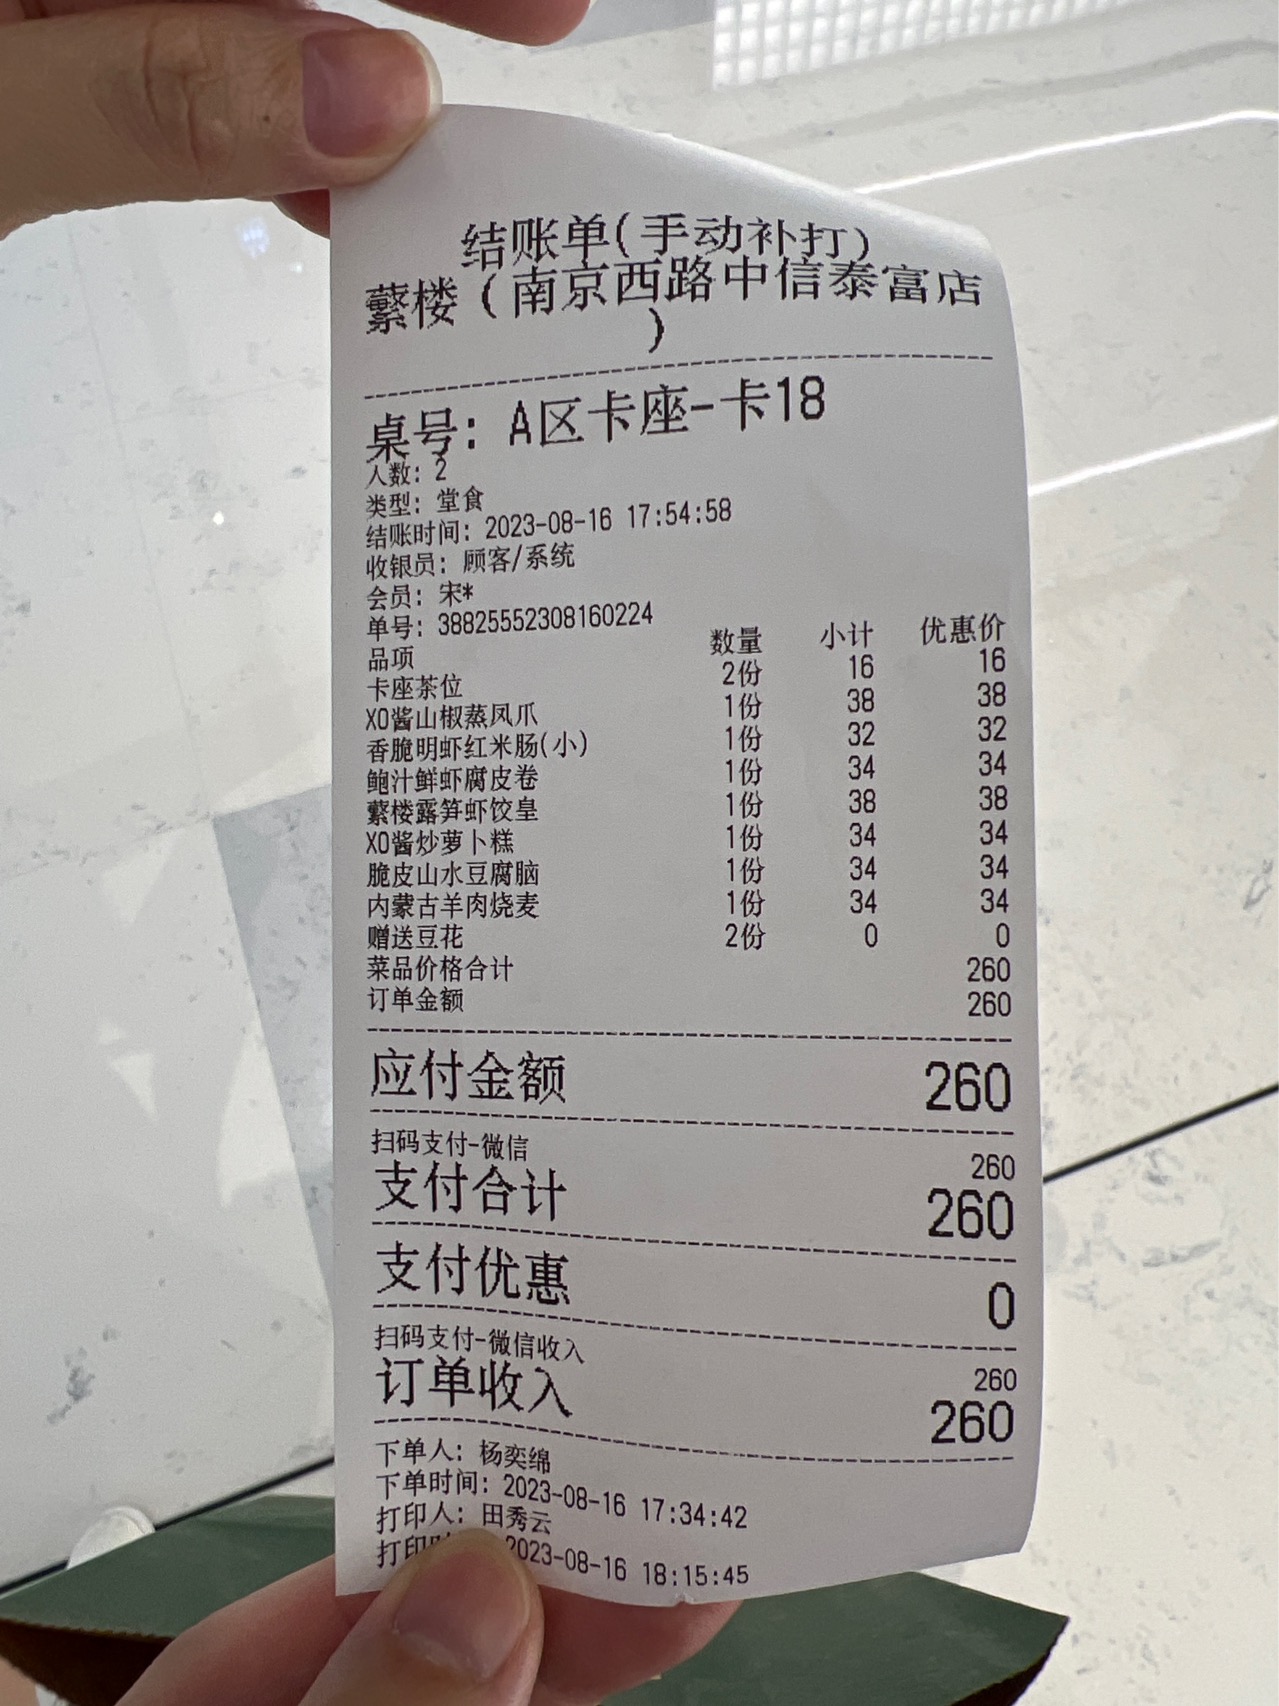 结账单(手动补打)
蘩楼(南京西路中信泰富店
)
桌号: A区卡座-卡18
人数: 2
类型: 堂食
结账时间: 2023-08-16 17:54:58
收银员: 顾客/系统
会员: 宋*
单号: 38825552308160224
品项 数量 小计 优惠价
卡座茶位 2份 16 16
XO酱山椒蒸凤爪 1份 38 38
香脆明虾红米肠(小) 1份 32 32
鲍汁鲜虾腐皮卷 1份 34 34
蘩楼露笋虾饺皇 1份 38 38
XO酱炒萝卜糕 1份 34 34
脆皮山水豆腐脑 1份 34 34
内蒙古羊肉烧麦 1份 34 34
赠送豆花 2份 0 0
菜品价格合计 260
订单金额 260
应付金额 260
扫码支付-微信 260
支付合计 260
支付优惠 0
扫码支付-微信收入 260
订单收入 260
下单人: 杨奕绵
下单时间: 2023-08-16 17:34:42
打印人: 田秀云
打印 2023-08-16 18:15:45